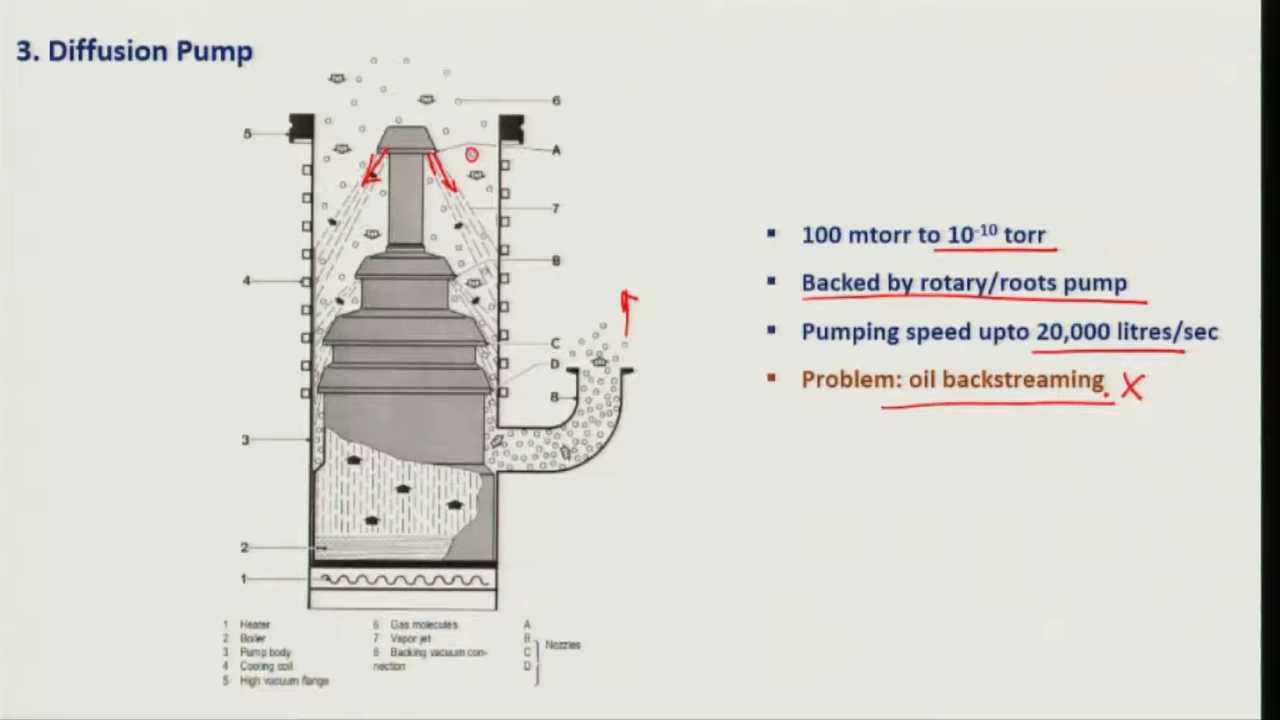 3. Diffusion Pump
6
5
A
7
B
4
C
D
8
3
2
1
▪ 100 mtorr to 10⁻¹⁰ torr
▪ Backed by rotary/roots pump
▪ Pumping speed upto 20,000 litres/sec
▪ Problem: oil backstreaming. X
1 Heater
2 Boiler
3 Pump body
4 Cooling coil
5 High vacuum flange
6 Gas molecules
7 Vapor jet
8 Backing vacuum con-
nection
A
B
C
D
Nozzles